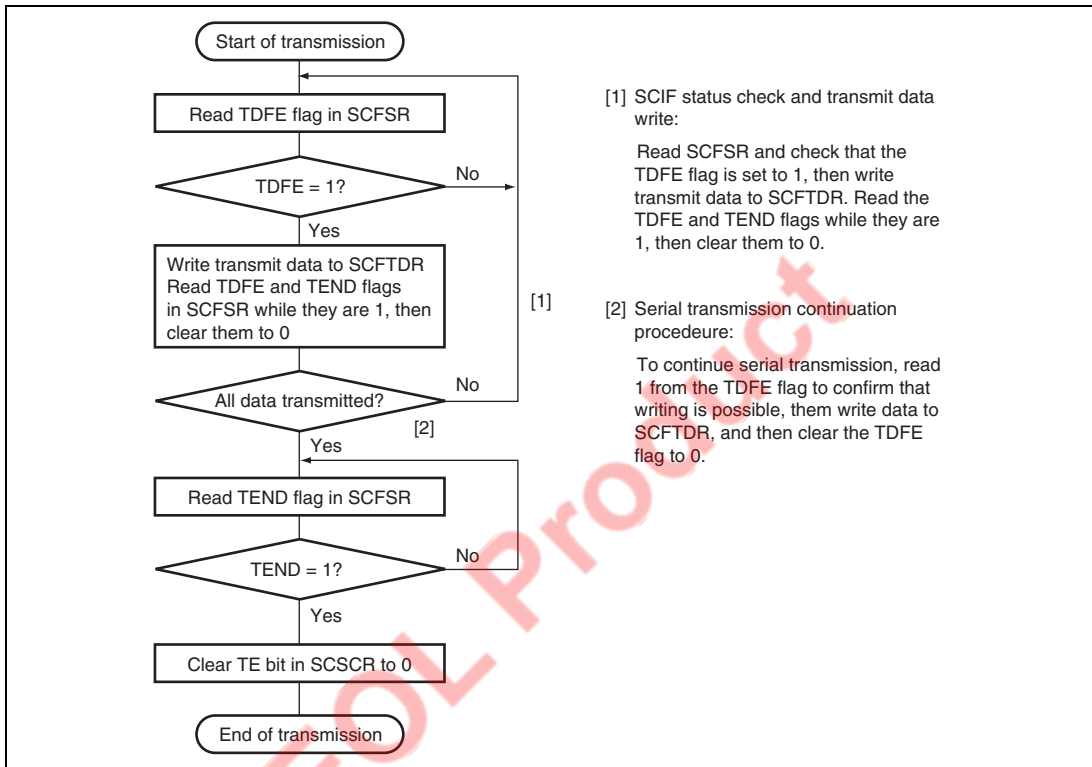 Start of transmission
Read TDFE flag in SCFSR
TDFE = 1?
No
Yes
Write transmit data to SCFTDR
Read TDFE and TEND flags
in SCFSR while they are 1, then
clear them to 0
[1]
All data transmitted?
No
[2]
Yes
Read TEND flag in SCFSR
TEND = 1?
No
Yes
Clear TE bit in SCSCR to 0
End of transmission
[1] SCIF status check and transmit data
write:
Read SCFSR and check that the
TDFE flag is set to 1, then write
transmit data to SCFTDR. Read the
TDFE and TEND flags while they are
1, then clear them to 0.
[2] Serial transmission continuation
procedeure:
To continue serial transmission, read
1 from the TDFE flag to confirm that
writing is possible, them write data to
SCFTDR, and then clear the TDFE
flag to 0.
EOL Product